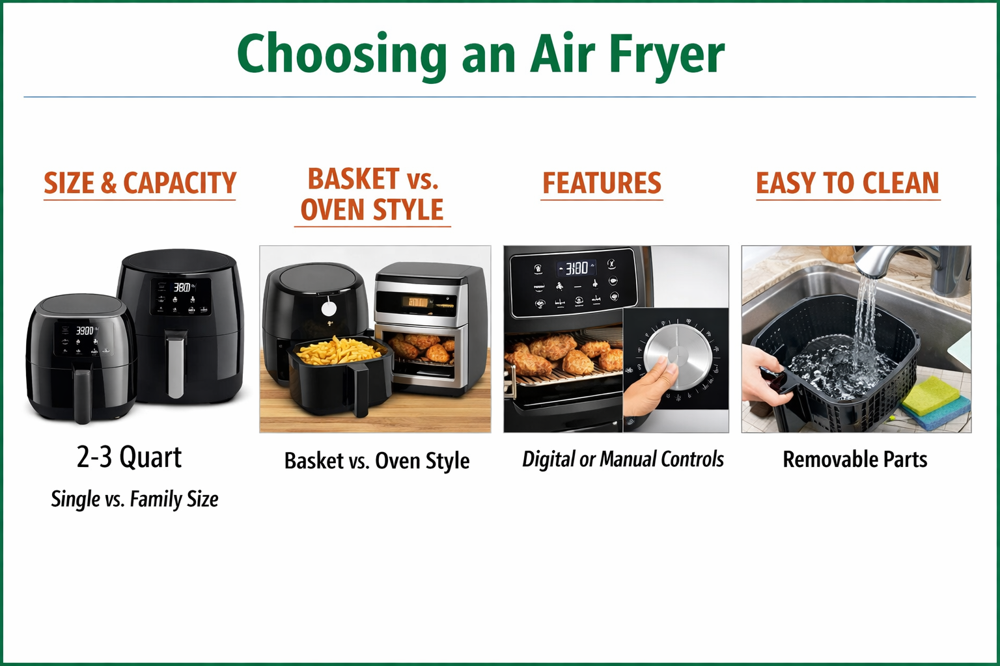 Choosing an Air Fryer
SIZE & CAPACITY
BASKET vs.
OVEN STYLE
FEATURES
EASY TO CLEAN
2-3 Quart
Single vs. Family Size
Basket vs. Oven Style
Digital or Manual Controls
Removable Parts